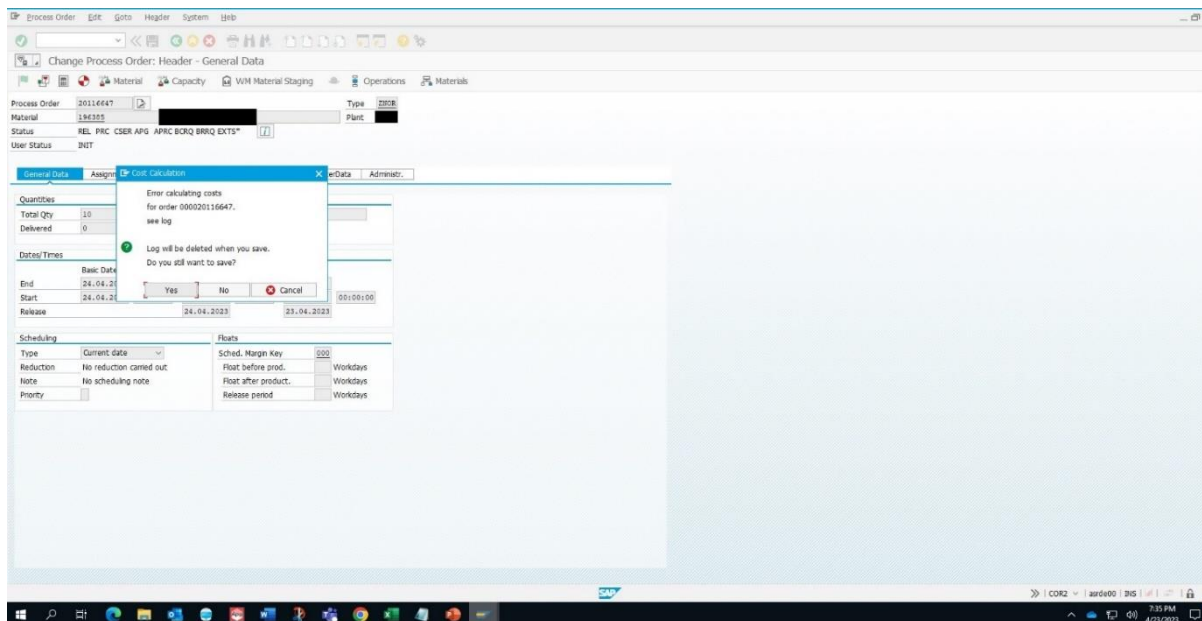 Process Order Edit Goto Header System Help
Change Process Order: Header - General Data
Material Capacity WM Material Staging Operations Materials
Process Order 20116647 Type
Material 196385 Plant
Status REL PRC CSER APG APRC BCRQ BRRQ EXTS*
User Status INIT
General Data Assignm Cost Calculation erData Administr.
Error calculating costs
for order 000020116647.
see log
Log will be deleted when you save.
Do you still want to save?
Yes No Cancel
Quantities
Total Qty 10
Delivered 0
Dates/Times
Basic Date
End 24.04.20
Start 24.04.20 00:00:00
Release 24.04.2023 23.04.2023
Scheduling Floats
Type Current date Sched. Margin Key 000
Reduction No reduction carried out Float before prod. Workdays
Note No scheduling note Float after product. Workdays
Priority Release period Workdays
SAP
COR2 INS
7:35 PM
4/23/2023